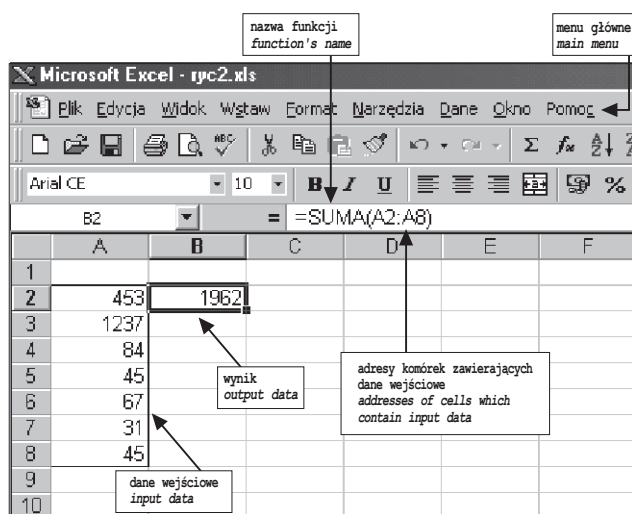 nazwa funkcji
function's name
menu główne
main menu
Microsoft Excel - ryc2.xls
Plik Edycja Widok Wstaw Format Narzędzia Dane Okno Pomoc
ABC Σ fx A Z
Arial CE 10 B I U %
B2 = =SUMA(A2:A8)
A B C D E F
1
2 453 1962
3 1237
4 84
5 45
6 67
7 31
8 45
9
10
wynik
output data
adresy komórek zawierających
dane wejściowe
addresses of cells which
contain input data
dane wejściowe
input data